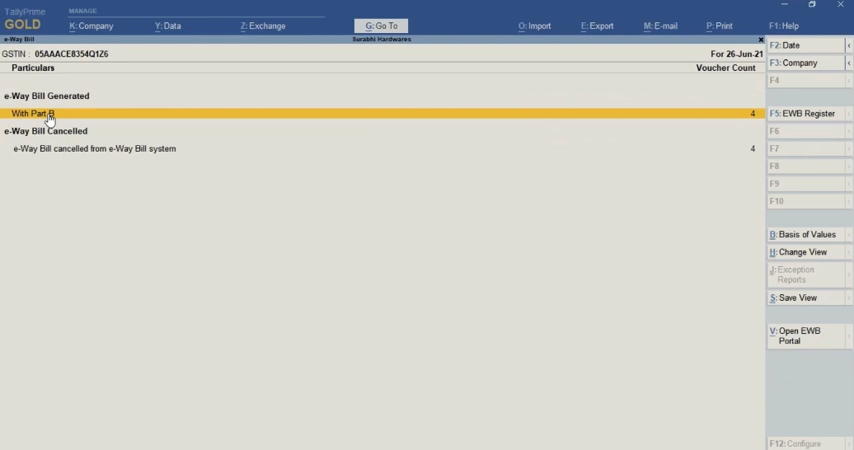 TallyPrime MANAGE
GOLD K: Company Y: Data Z: Exchange G: Go To O: Import E: Export M: E-mail P: Print F1: Help
e-Way Bill Surabhi Hardwares
GSTIN : 05AAACE8354Q1Z6 For 26-Jun-21
Particulars Voucher Count
e-Way Bill Generated
With Part B 4
e-Way Bill Cancelled
e-Way Bill cancelled from e-Way Bill system 4
F2: Date
F3: Company
F4
F5: EWB Register
F6
F7
F8
F9
F10
B: Basis of Values
H: Change View
J: Exception
Reports
S: Save View
V: Open EWB
Portal
F12: Configure